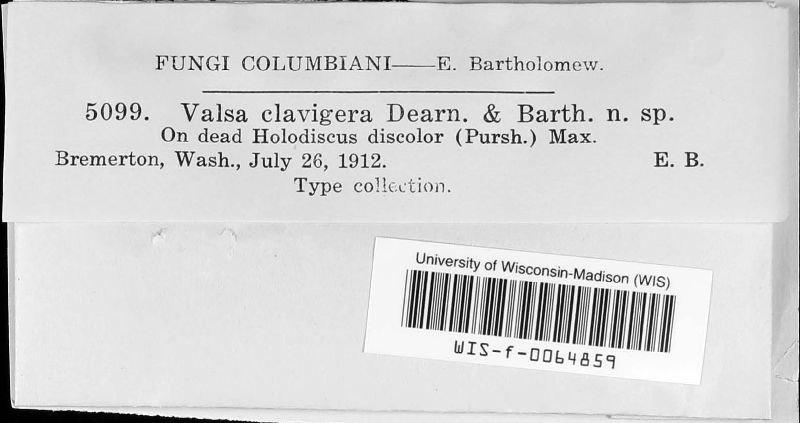 FUNGI COLUMBIANI——E. Bartholomew.
5099. Valsa clavigera Dearn. & Barth. n. sp.
On dead Holodiscus discolor (Pursh.) Max.
Bremerton, Wash., July 26, 1912. E. B.
Type collection.
University of Wisconsin-Madison (WIS)
WIS-f-0064859